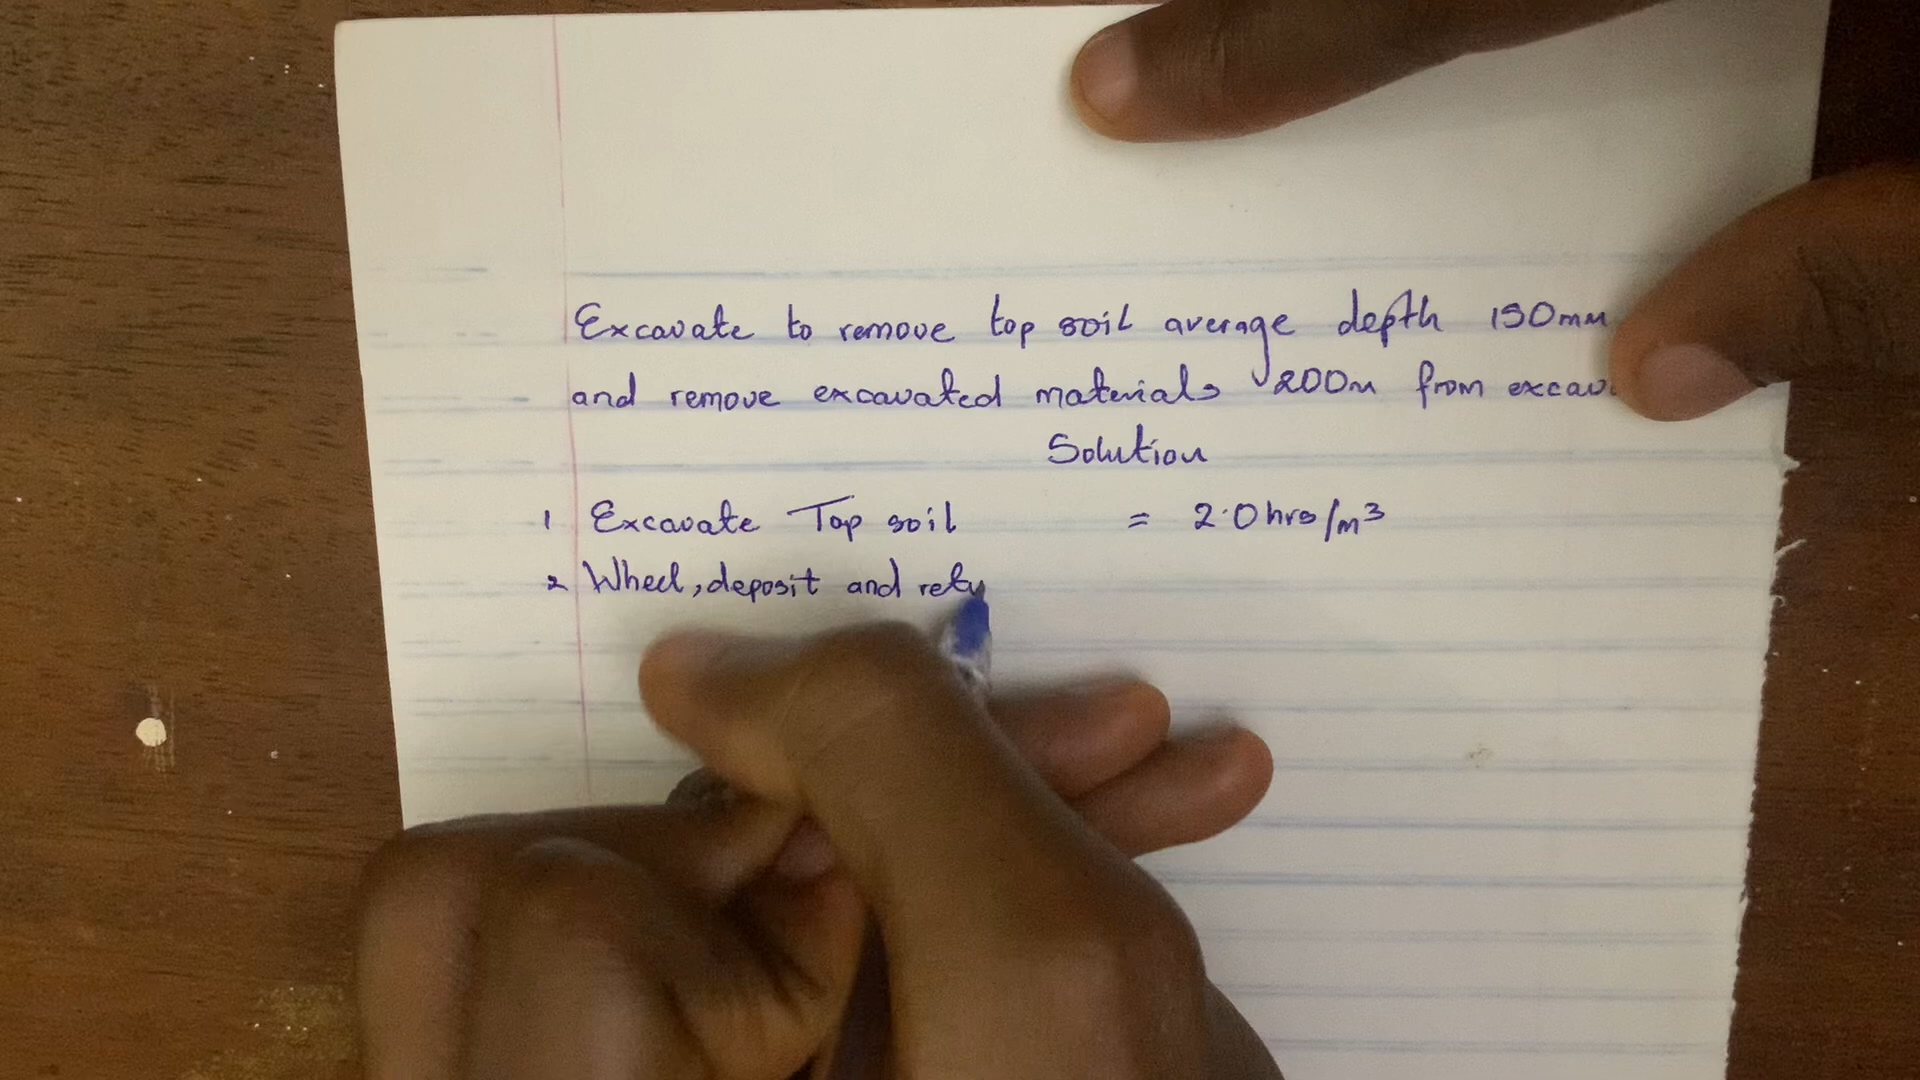 Excavate to remove top soil average depth 150mm
and remove excavated materials 200m from
Solution
1 Excavate Top soil = 2.0hrs/m³
2 Wheel, deposit and